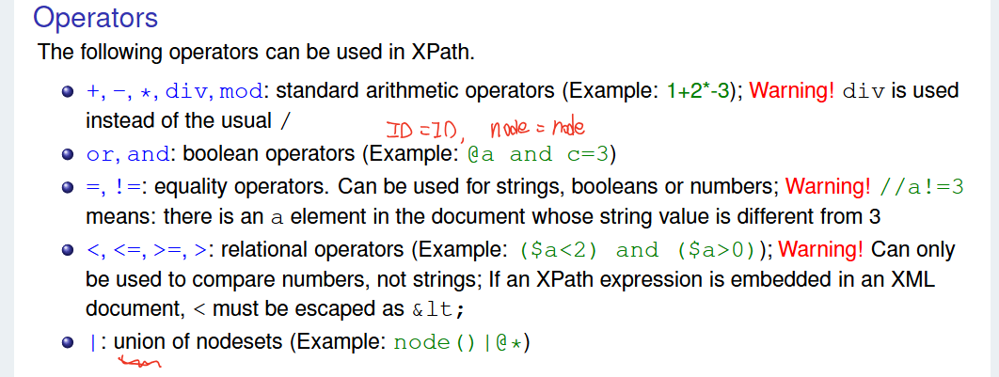 Operators
The following operators can be used in XPath.
+, −, *, div, mod: standard arithmetic operators (Example: 1+2*-3); Warning! div is used
instead of the usual /
ID = ID, node = node
or, and: boolean operators (Example: @a and c=3)
=, !=: equality operators. Can be used for strings, booleans or numbers; Warning! //a!=3
means: there is an a element in the document whose string value is different from 3
<, <=, >=, >: relational operators (Example: ($a<2) and ($a>0)); Warning! Can only
be used to compare numbers, not strings; If an XPath expression is embedded in an XML
document, < must be escaped as &lt;
|: union of nodesets (Example: node()|@*)